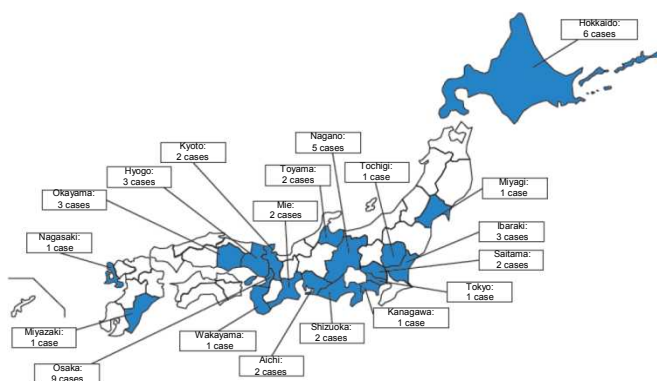 Hokkaido:
6 cases
Nagano:
5 cases
Kyoto:
2 cases
Toyama:
2 cases
Tochigi:
1 case
Hyogo:
3 cases
Okayama:
3 cases
Mie:
2 cases
Miyagi:
1 case
Ibaraki:
3 cases
Nagasaki:
1 case
Saitama:
2 cases
Tokyo:
1 case
Kanagawa:
1 case
Miyazaki:
1 case
Wakayama:
1 case
Shizuoka:
2 cases
Aichi:
2 cases
Osaka:
9 cases